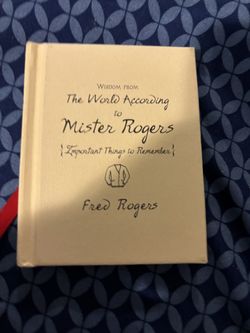 WISDOM FROM
The World According
to
Mister Rogers
{Important Things to Remember}
Fred Rogers